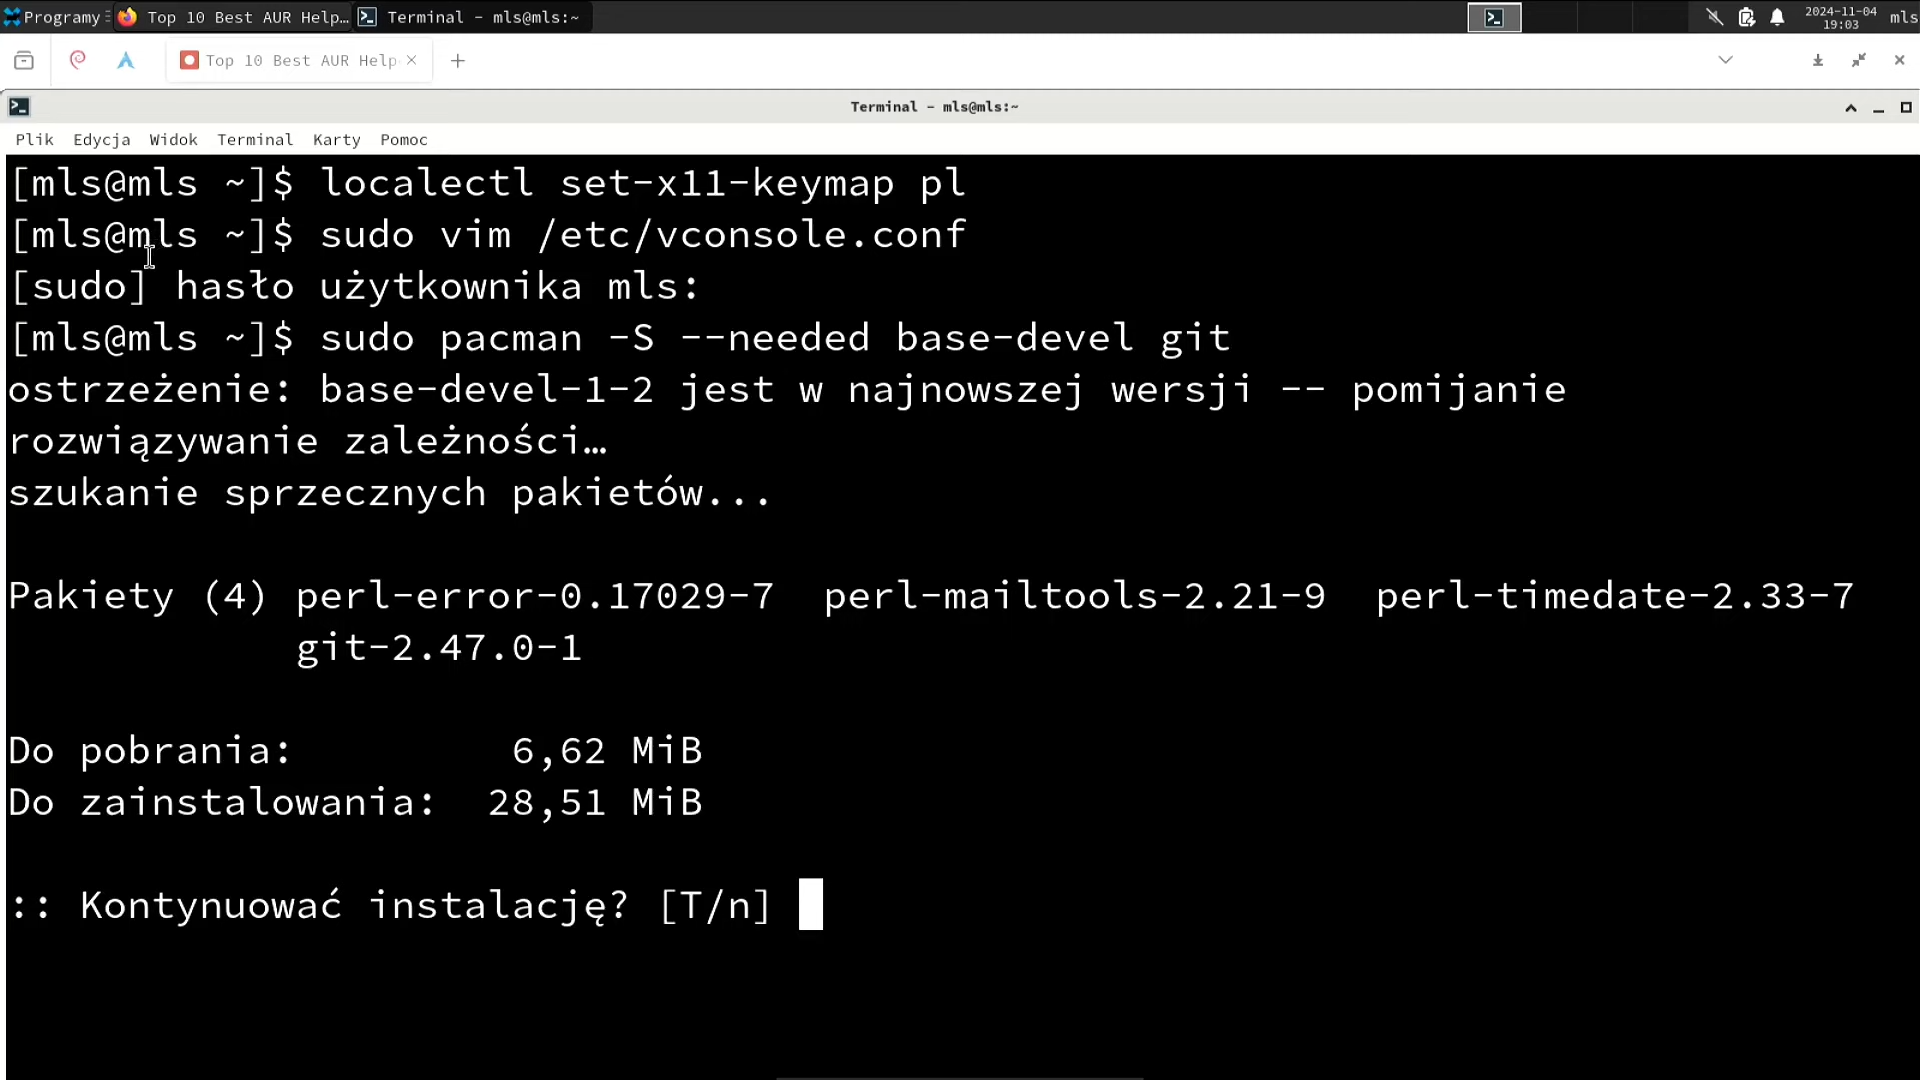 Programy Top 10 Best AUR Help... Terminal - mls@mls:~ 2024-11-04 mls
19:03
Top 10 Best AUR Help
Terminal - mls@mls:~
Plik Edycja Widok Terminal Karty Pomoc
[mls@mls ~]$ localectl set-x11-keymap pl
[mls@mls ~]$ sudo vim /etc/vconsole.conf
[sudo] hasło użytkownika mls:
[mls@mls ~]$ sudo pacman -S --needed base-devel git
ostrzeżenie: base-devel-1-2 jest w najnowszej wersji -- pomijanie
rozwiązywanie zależności…
szukanie sprzecznych pakietów...
Pakiety (4) perl-error-0.17029-7 perl-mailtools-2.21-9 perl-timedate-2.33-7
git-2.47.0-1
Do pobrania: 6,62 MiB
Do zainstalowania: 28,51 MiB
:: Kontynuować instalację? [T/n]